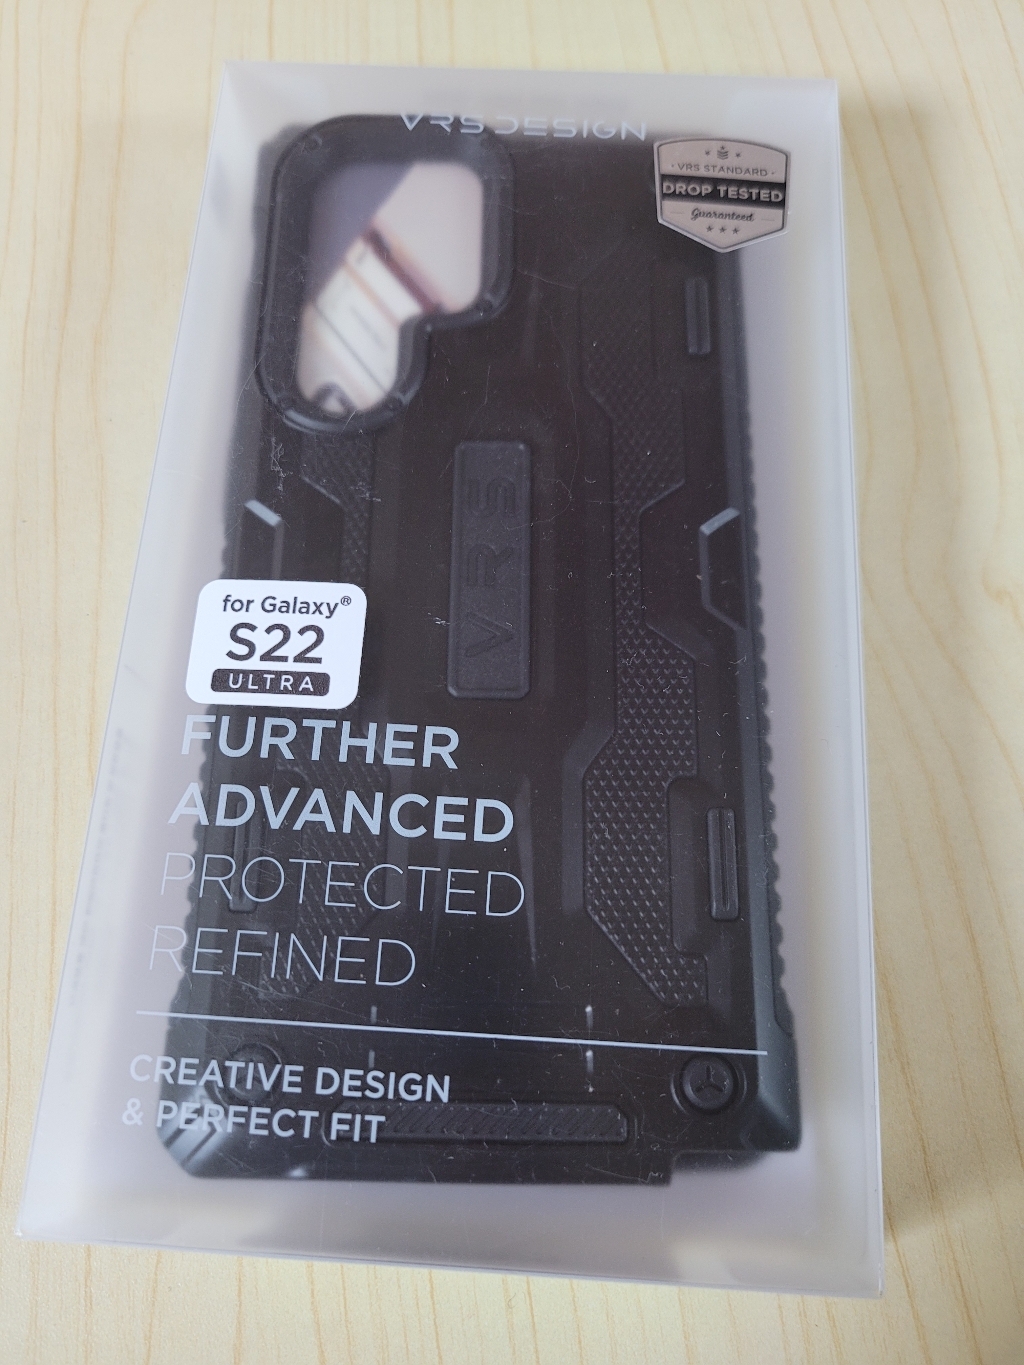 VRS DESIGN
VRS STANDARD
DROP TESTED
Guaranteed
VRS
for Galaxy®
S22
ULTRA
FURTHER
ADVANCED
PROTECTED
REFINED
CREATIVE DESIGN
& PERFECT FIT